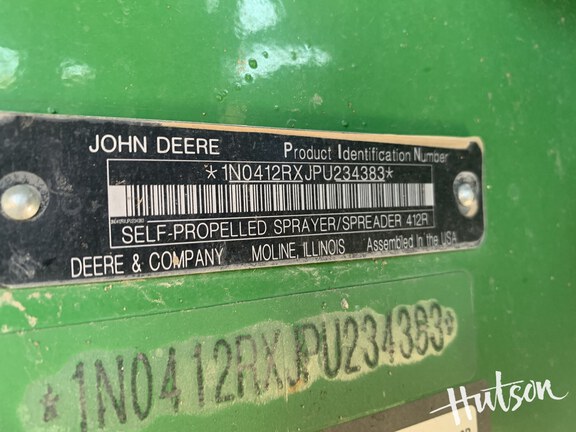 JOHN DEERE Product Identification Number
*1N0412RXJPU234383*
SELF-PROPELLED SPRAYER/SPREADER 412R
DEERE & COMPANY MOLINE, ILLINOIS Assembled In the USA
*1N0412RXJPU234383*
Hutson